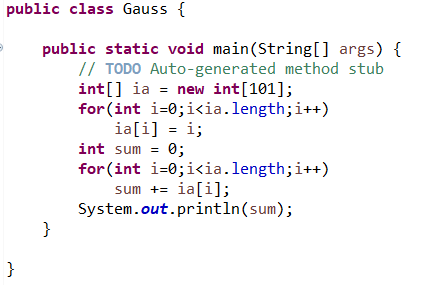 public class Gauss {
public static void main(String[] args) {
// TODO Auto-generated method stub
int[] ia = new int[101];
for(int i=0;i<ia.length;i++)
ia[i] = i;
int sum = 0;
for(int i=0;i<ia.length;i++)
sum += ia[i];
System.out.println(sum);
}
}